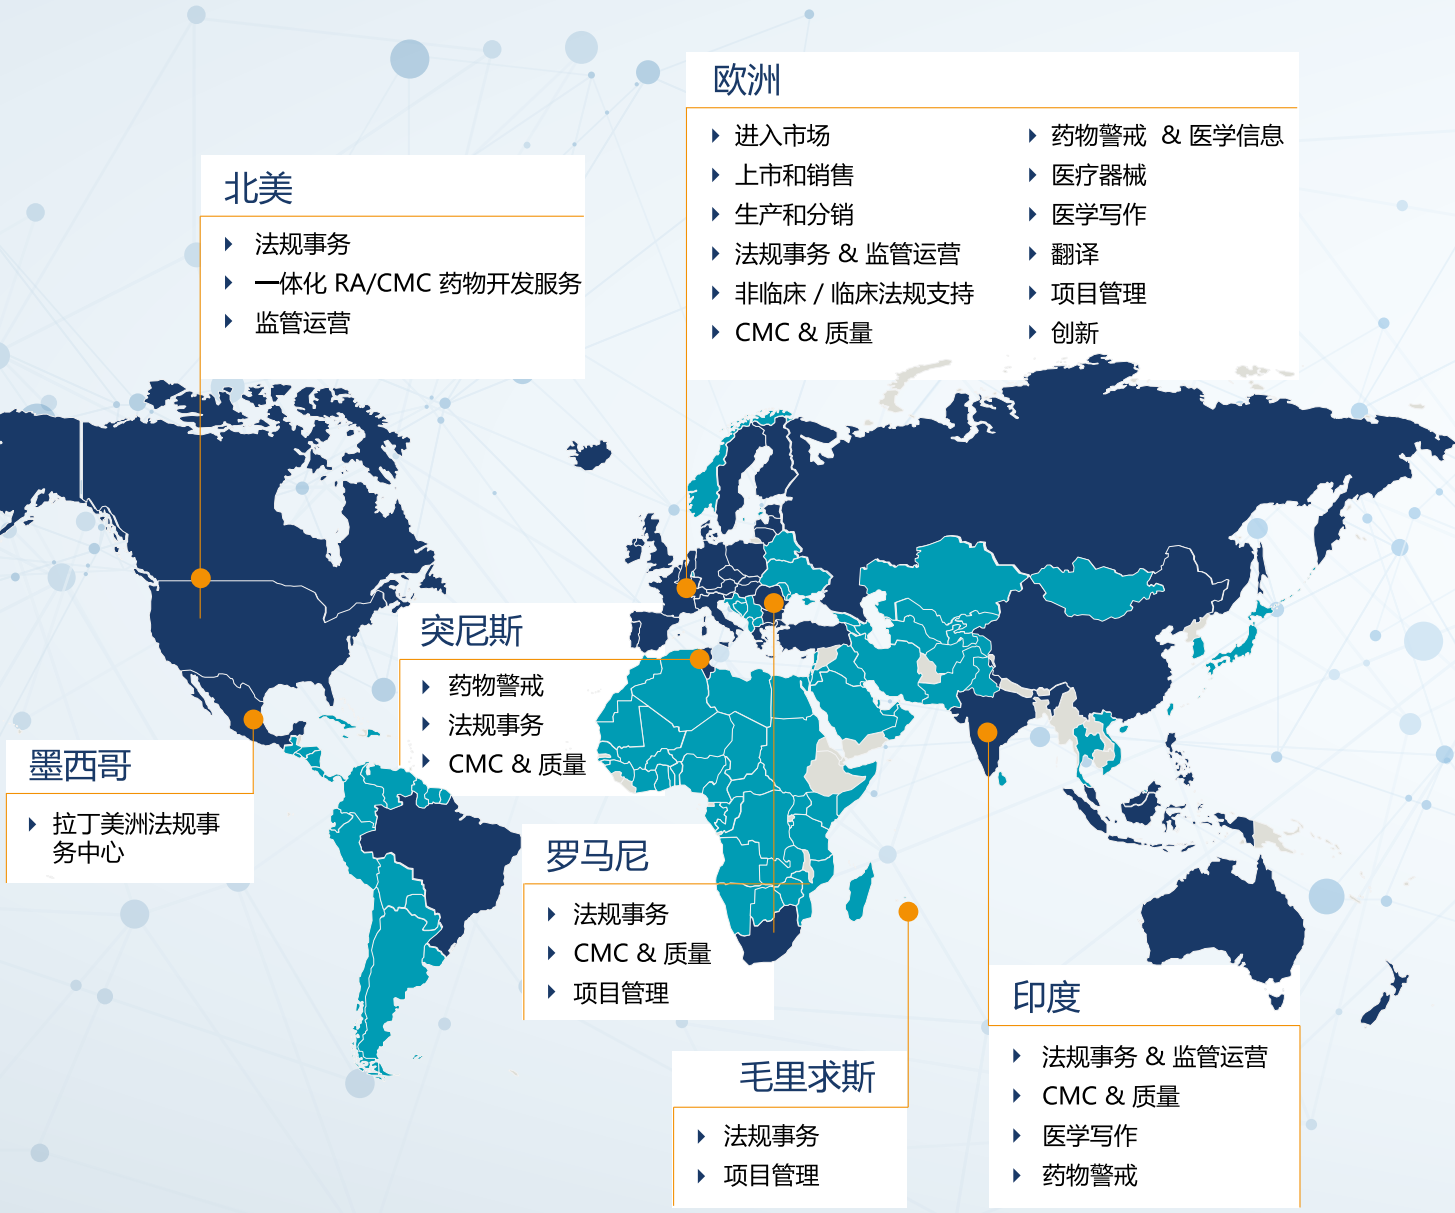 欧洲
进入市场
上市和销售
生产和分销
法规事务 & 监管运营
非临床 / 临床法规支持
CMC & 质量
药物警戒 & 医学信息
医疗器械
医学写作
翻译
项目管理
创新
北美
法规事务
一体化 RA/CMC 药物开发服务
监管运营
突尼斯
药物警戒
法规事务
CMC & 质量
墨西哥
拉丁美洲法规事
务中心
罗马尼
法规事务
CMC & 质量
项目管理
毛里求斯
法规事务
项目管理
印度
法规事务 & 监管运营
CMC & 质量
医学写作
药物警戒